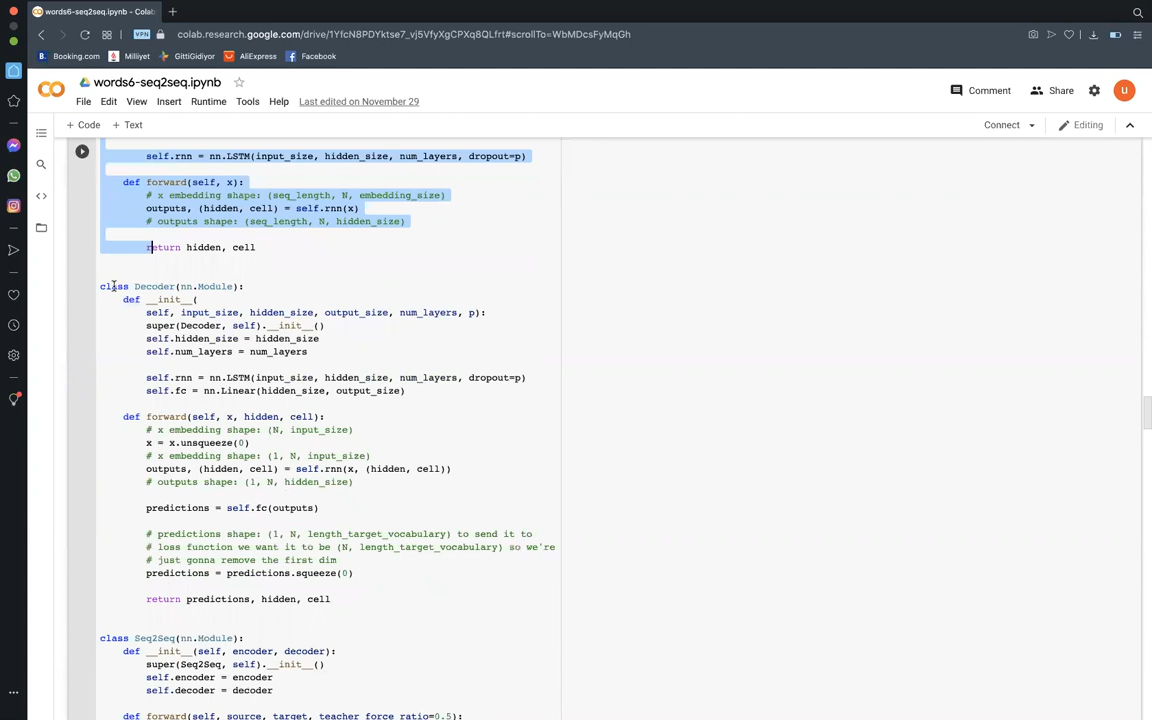 words6-seq2seq.ipynb - Colab
VPN
colab.research.google.com/drive/1YfcN8PDYktse7_vj5VfyXgCPXq8QLfrt#scrollTo=WbMDcsFyMqGh
Booking.com Milliyet GittiGidiyor AliExpress Facebook
words6-seq2seq.ipynb
Comment Share u
File Edit View Insert Runtime Tools Help Last edited on November 29
+ Code + Text Connect Editing
self.rnn = nn.LSTM(input_size, hidden_size, num_layers, dropout=p)
def forward(self, x):
# x embedding shape: (seq_length, N, embedding_size)
outputs, (hidden, cell) = self.rnn(x)
# outputs shape: (seq_length, N, hidden_size)
return hidden, cell
class Decoder(nn.Module):
def __init__(
self, input_size, hidden_size, output_size, num_layers, p):
super(Decoder, self).__init__()
self.hidden_size = hidden_size
self.num_layers = num_layers
self.rnn = nn.LSTM(input_size, hidden_size, num_layers, dropout=p)
self.fc = nn.Linear(hidden_size, output_size)
def forward(self, x, hidden, cell):
# x embedding shape: (N, input_size)
x = x.unsqueeze(0)
# x embedding shape: (1, N, input_size)
outputs, (hidden, cell) = self.rnn(x, (hidden, cell))
# outputs shape: (1, N, hidden_size)
predictions = self.fc(outputs)
# predictions shape: (1, N, length_target_vocabulary) to send it to
# loss function we want it to be (N, length_target_vocabulary) so we're
# just gonna remove the first dim
predictions = predictions.squeeze(0)
return predictions, hidden, cell
class Seq2Seq(nn.Module):
def __init__(self, encoder, decoder):
super(Seq2Seq, self).__init__()
self.encoder = encoder
self.decoder = decoder
def forward(self, source, target, teacher_force_ratio=0.5):